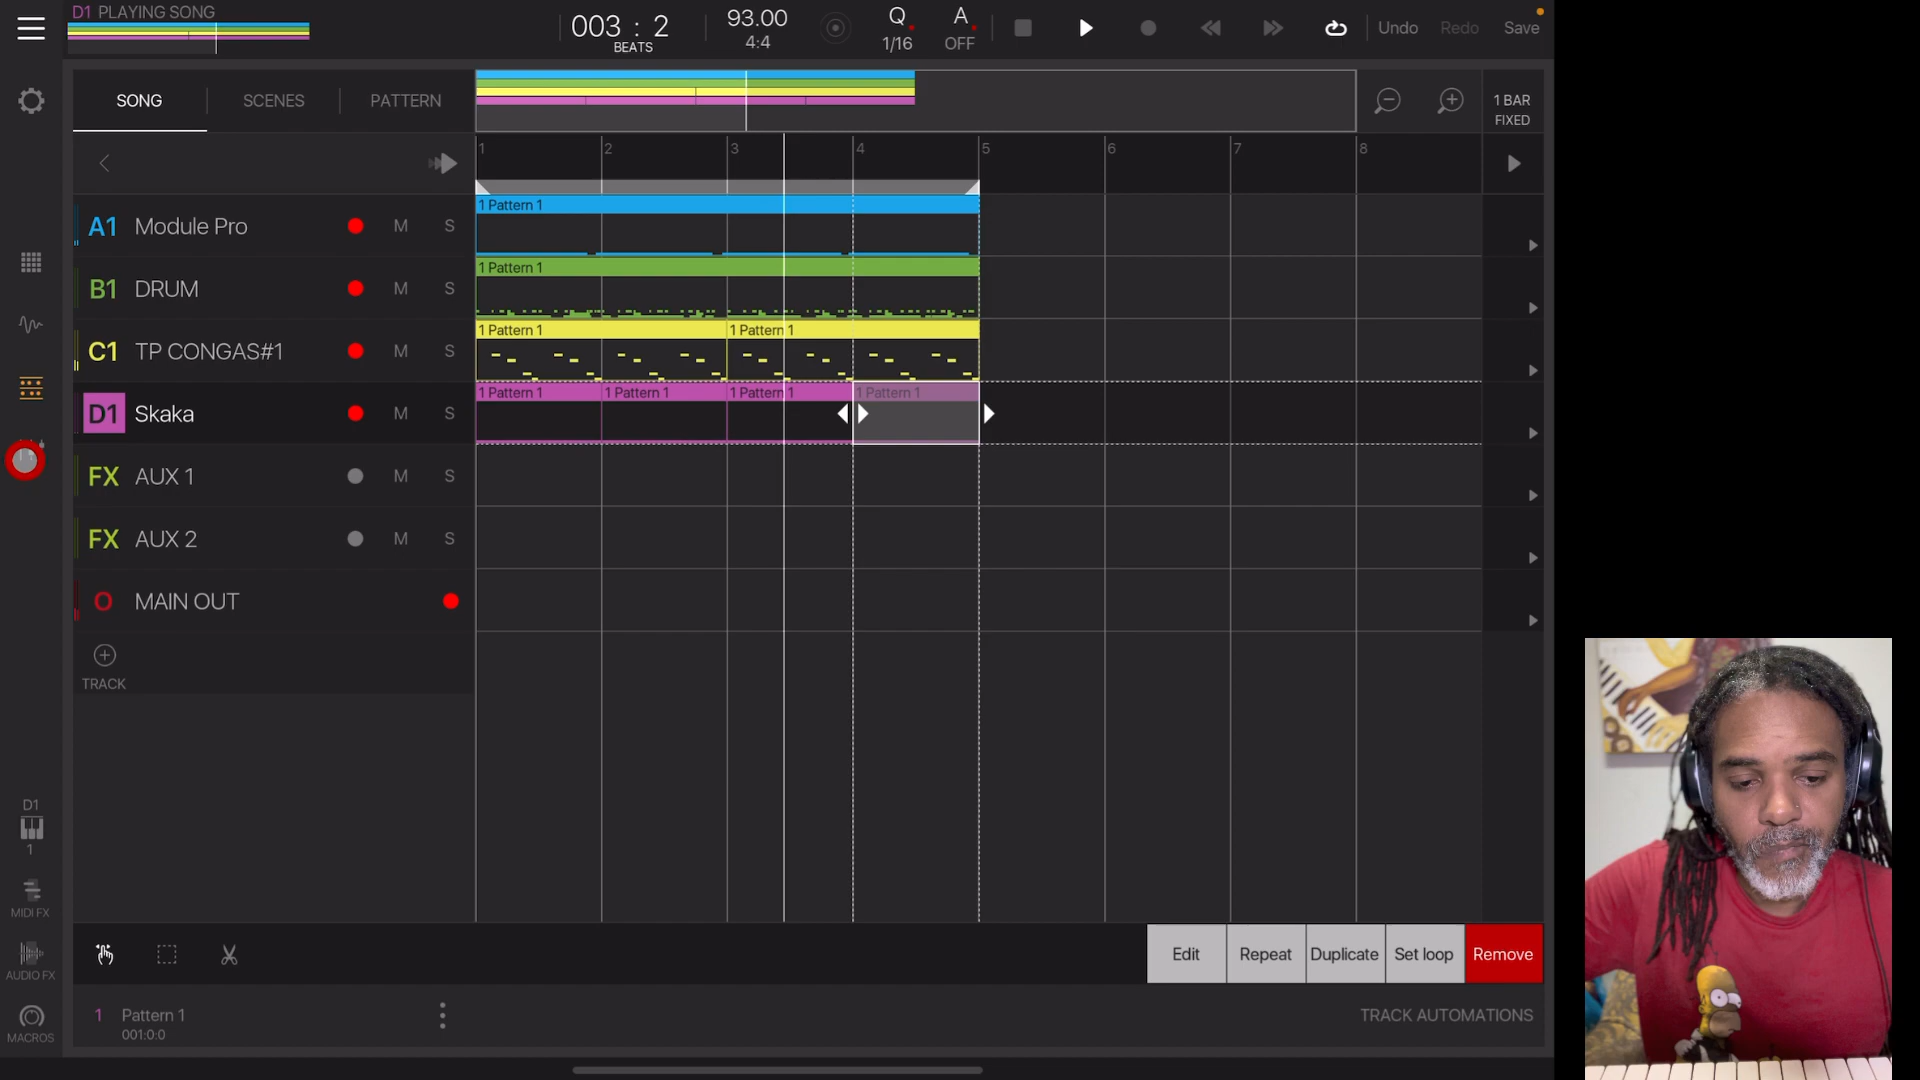 D1 PLAYING SONG
003 : 2
BEATS
93.00
4:4
Q
1/16
A
OFF
Undo
Redo
Save
SONG
SCENES
PATTERN
1 BAR
FIXED
1
2
3
4
5
6
7
8
A1 Module Pro M S
1 Pattern 1
B1 DRUM M S
1 Pattern 1
C1 TP CONGAS#1 M S
1 Pattern 1
1 Pattern 1
D1 Skaka M S
1 Pattern 1
1 Pattern 1
1 Pattern 1
1 Pattern 1
FX AUX 1 M S
FX AUX 2 M S
O MAIN OUT
TRACK
D1
1
MIDI FX
AUDIO FX
MACROS
Edit
Repeat
Duplicate
Set loop
Remove
1 Pattern 1
001:0:0
TRACK AUTOMATIONS